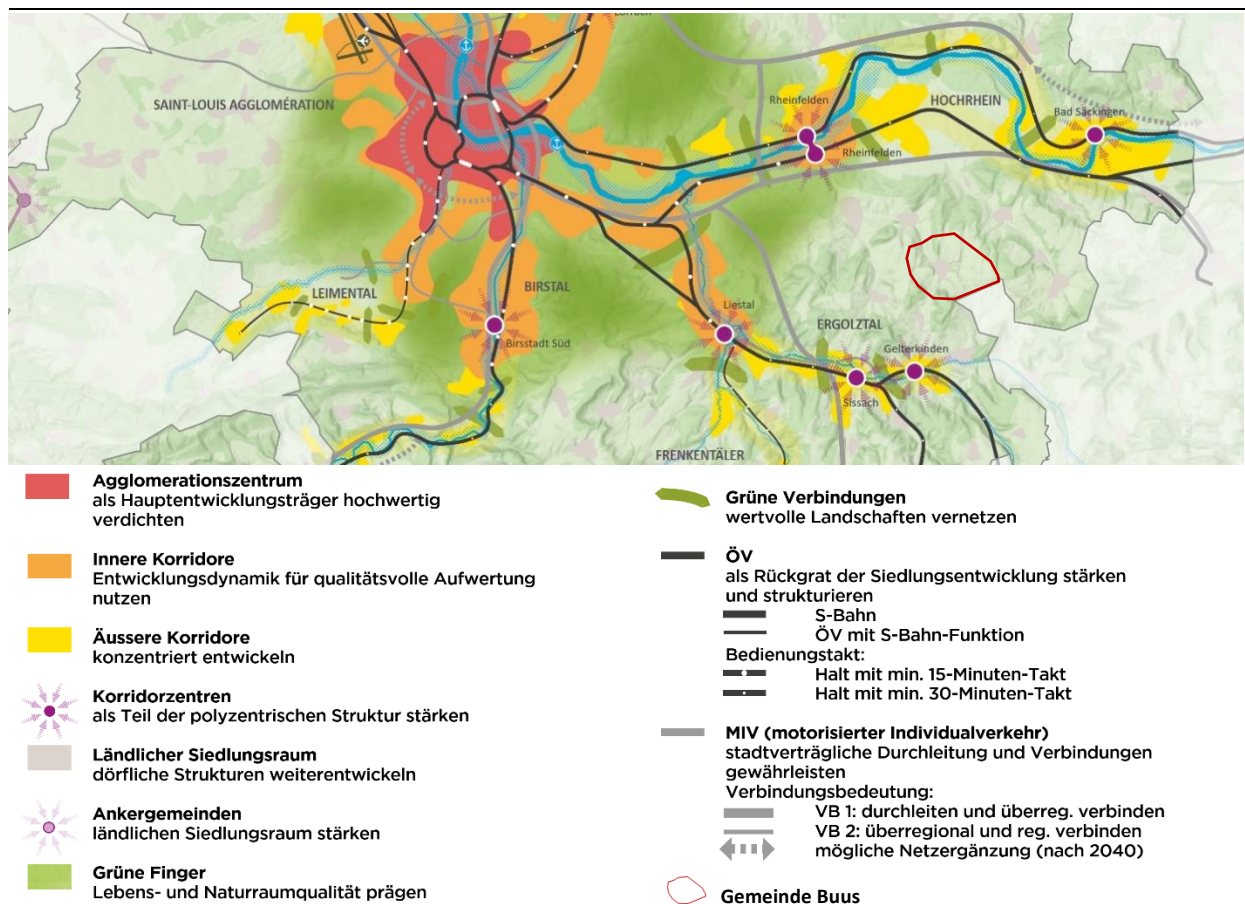 Lörrach
SAINT-LOUIS AGGLOMÉRATION
Rheinfelden
HOCHRHEIN
Bad Säckingen
Rheinfelden
LEIMENTAL
BIRSTAL
Birsstadt Süd
Liestal
ERGOLZTAL
Gelterkinden
Sissach
FRENKENTÄLER
Agglomerationszentrum
als Hauptentwicklungsträger hochwertig
verdichten
Innere Korridore
Entwicklungsdynamik für qualitätsvolle Aufwertung
nutzen
Äussere Korridore
konzentriert entwickeln
Korridorzentren
als Teil der polyzentrischen Struktur stärken
Ländlicher Siedlungsraum
dörfliche Strukturen weiterentwickeln
Ankergemeinden
ländlichen Siedlungsraum stärken
Grüne Finger
Lebens- und Naturraumqualität prägen
Grüne Verbindungen
wertvolle Landschaften vernetzen
ÖV
als Rückgrat der Siedlungsentwicklung stärken
und strukturieren
S-Bahn
ÖV mit S-Bahn-Funktion
Bedienungstakt:
Halt mit min. 15-Minuten-Takt
Halt mit min. 30-Minuten-Takt
MIV (motorisierter Individualverkehr)
stadtverträgliche Durchleitung und Verbindungen
gewährleisten
Verbindungsbedeutung:
VB 1: durchleiten und überreg. verbinden
VB 2: überregional und reg. verbinden
mögliche Netzergänzung (nach 2040)
Gemeinde Buus